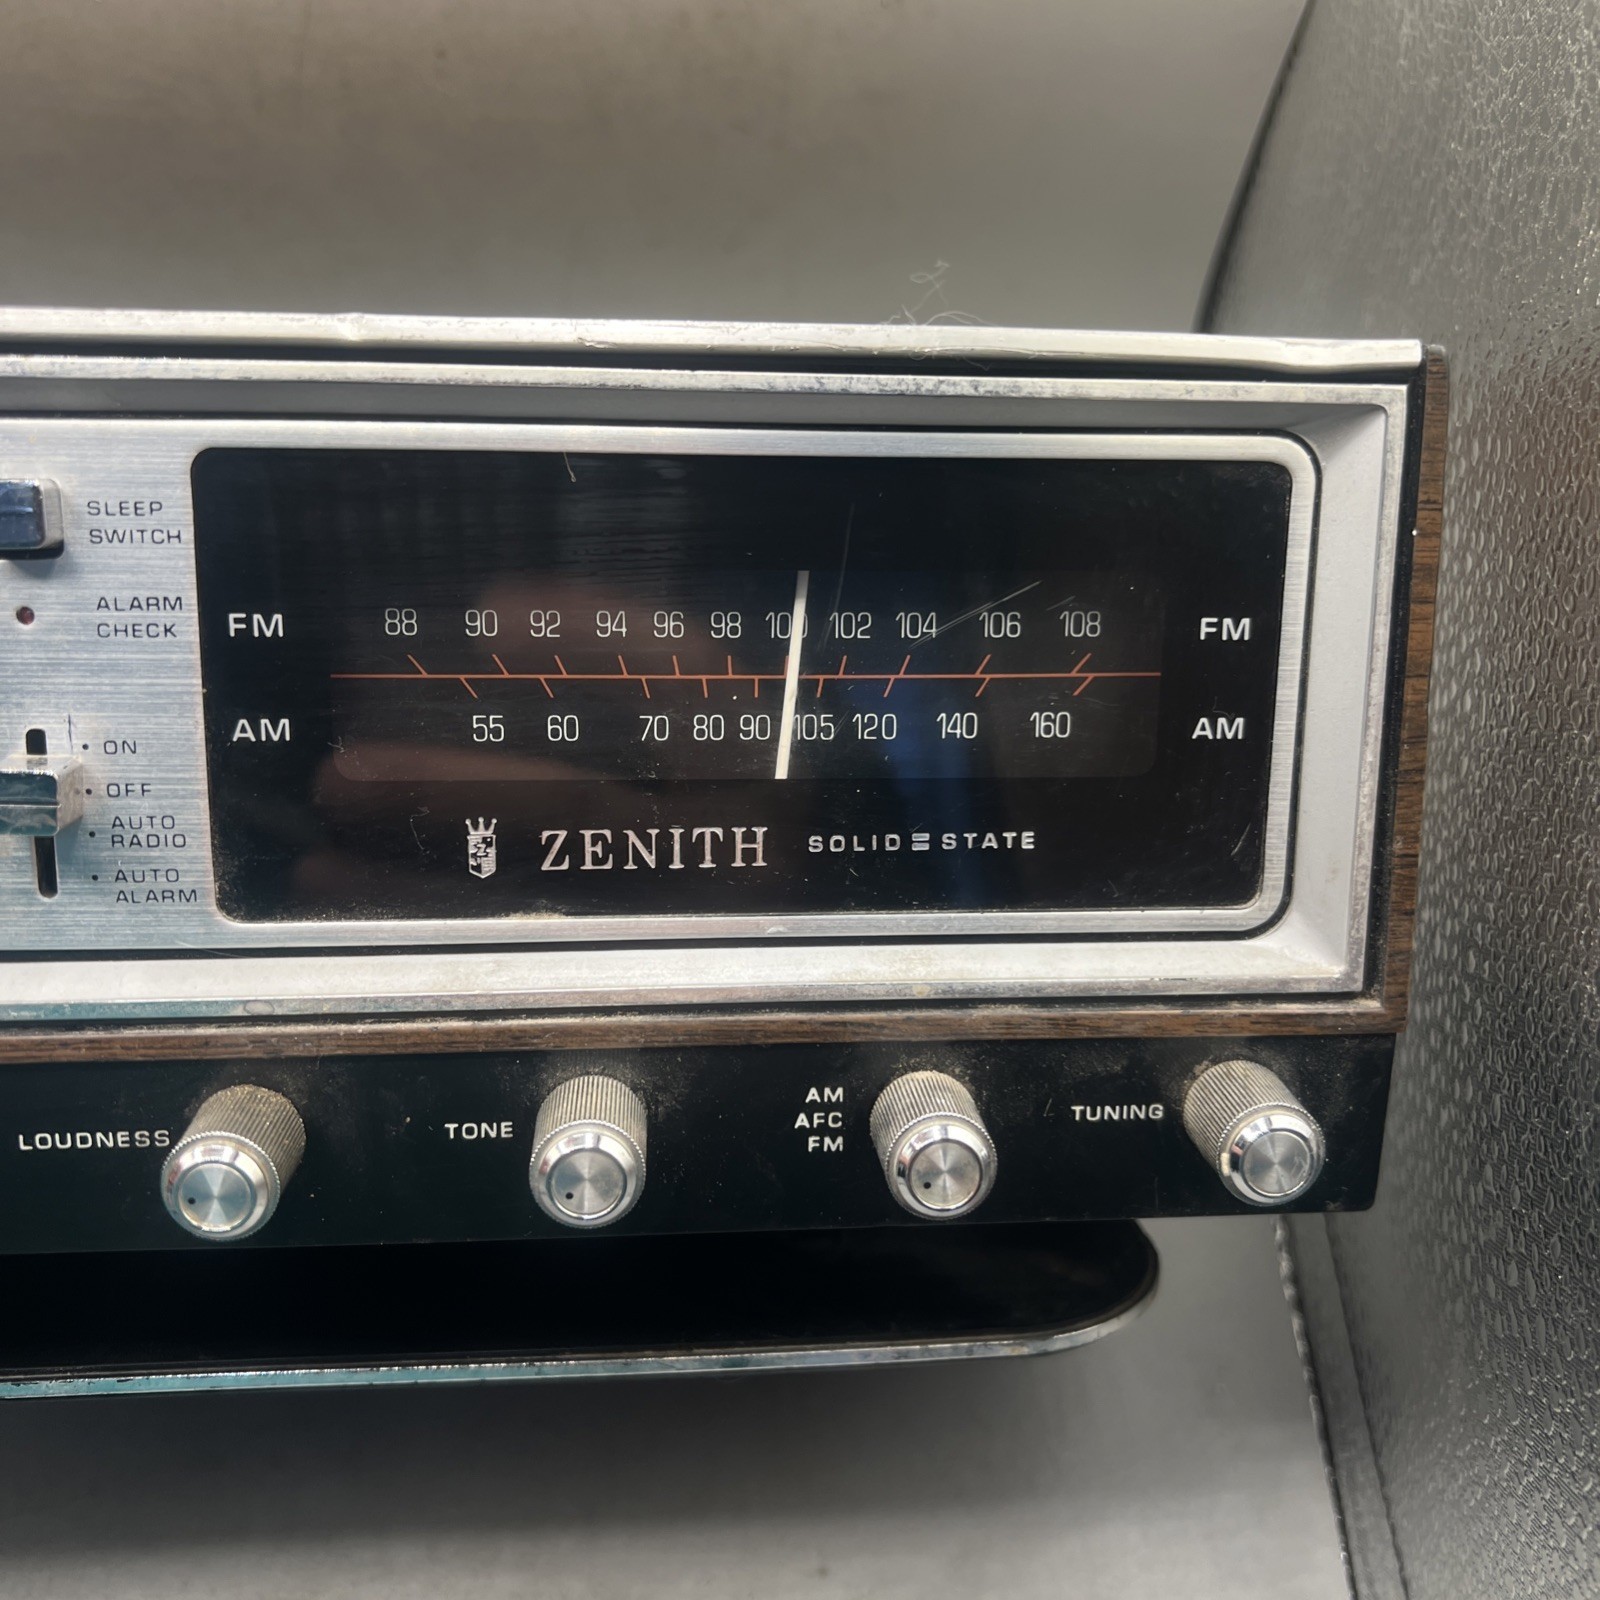 SLEEP
SWITCH
ALARM
CHECK
ON
OFF
AUTO
RADIO
AUTO
ALARM
FM 88 90 92 94 96 98 100 102 104 106 108 FM
AM 55 60 70 80 90 105 120 140 160 AM
ZENITH SOLID STATE
LOUDNESS
TONE
AM
AFC
FM
TUNING